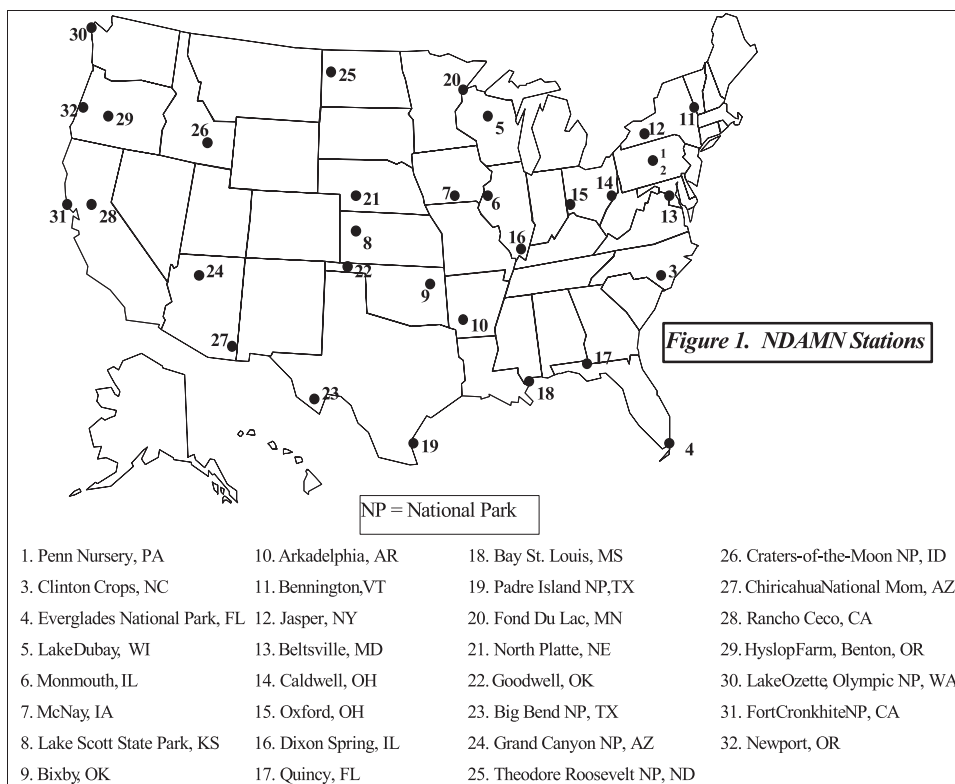 30
25
20
32
29
26
5
11
12
1
2
21
7
6
15
14
13
31
28
8
16
24
22
9
3
10
27
Figure 1. NDAMN Stations
17
23
18
19
4
NP = National Park
1. Penn Nursery, PA
3. Clinton Crops, NC
4. Everglades National Park, FL
5. LakeDubay, WI
6. Monmouth, IL
7. McNay, IA
8. Lake Scott State Park, KS
9. Bixby, OK
10. Arkadelphia, AR
11. Bennington,VT
12. Jasper, NY
13. Beltsville, MD
14. Caldwell, OH
15. Oxford, OH
16. Dixon Spring, IL
17. Quincy, FL
18. Bay St. Louis, MS
19. Padre Island NP,TX
20. Fond Du Lac, MN
21. North Platte, NE
22. Goodwell, OK
23. Big Bend NP, TX
24. Grand Canyon NP, AZ
25. Theodore Roosevelt NP, ND
26. Craters-of-the-Moon NP, ID
27. ChiricahuaNational Mom, AZ
28. Rancho Ceco, CA
29. HyslopFarm, Benton, OR
30. LakeOzette, Olympic NP, WA
31. FortCronkhiteNP, CA
32. Newport, OR